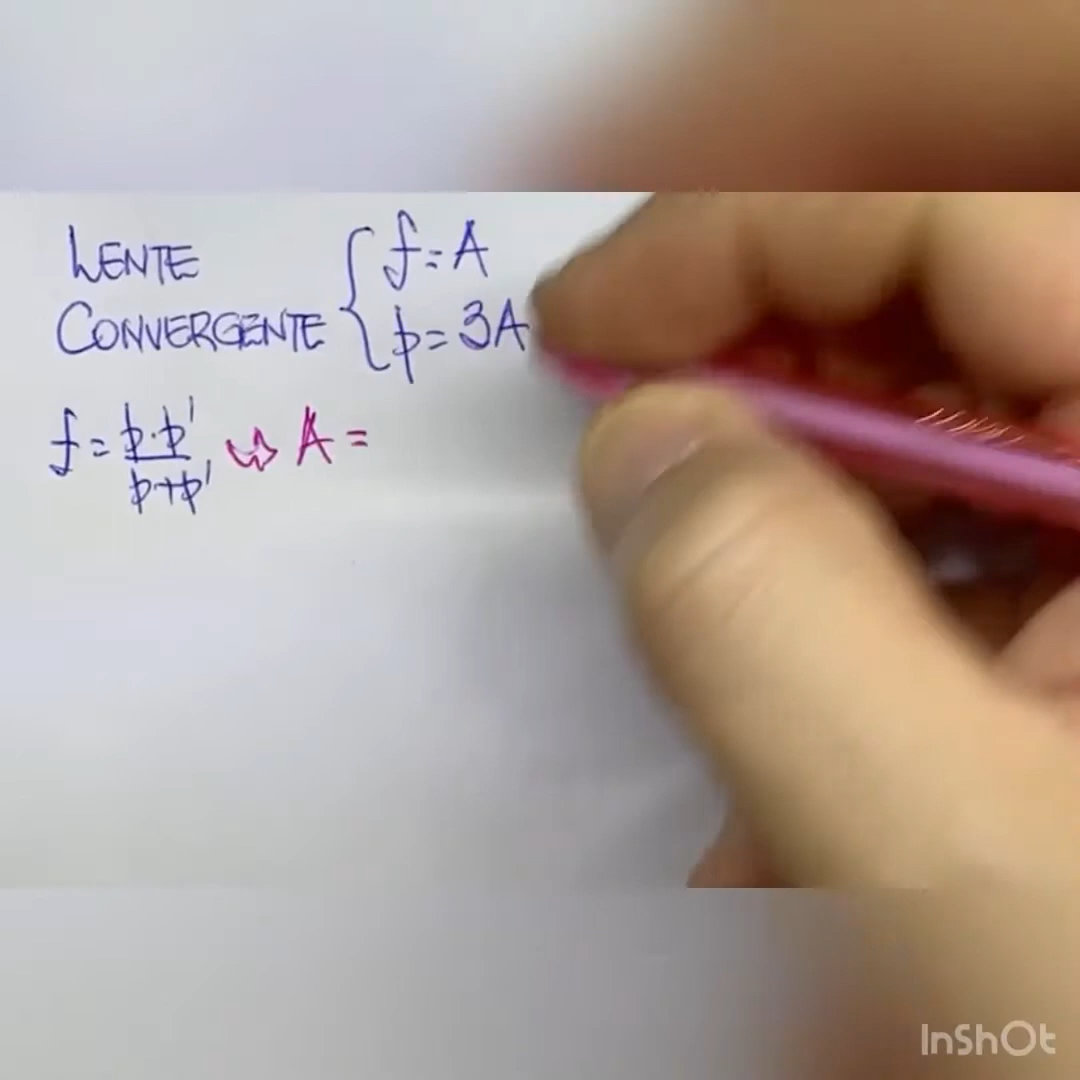 LENTE
CONVERGENTE { f = A
p = 3A
f = p·p' / p+p' ⇝ A =
InShOt